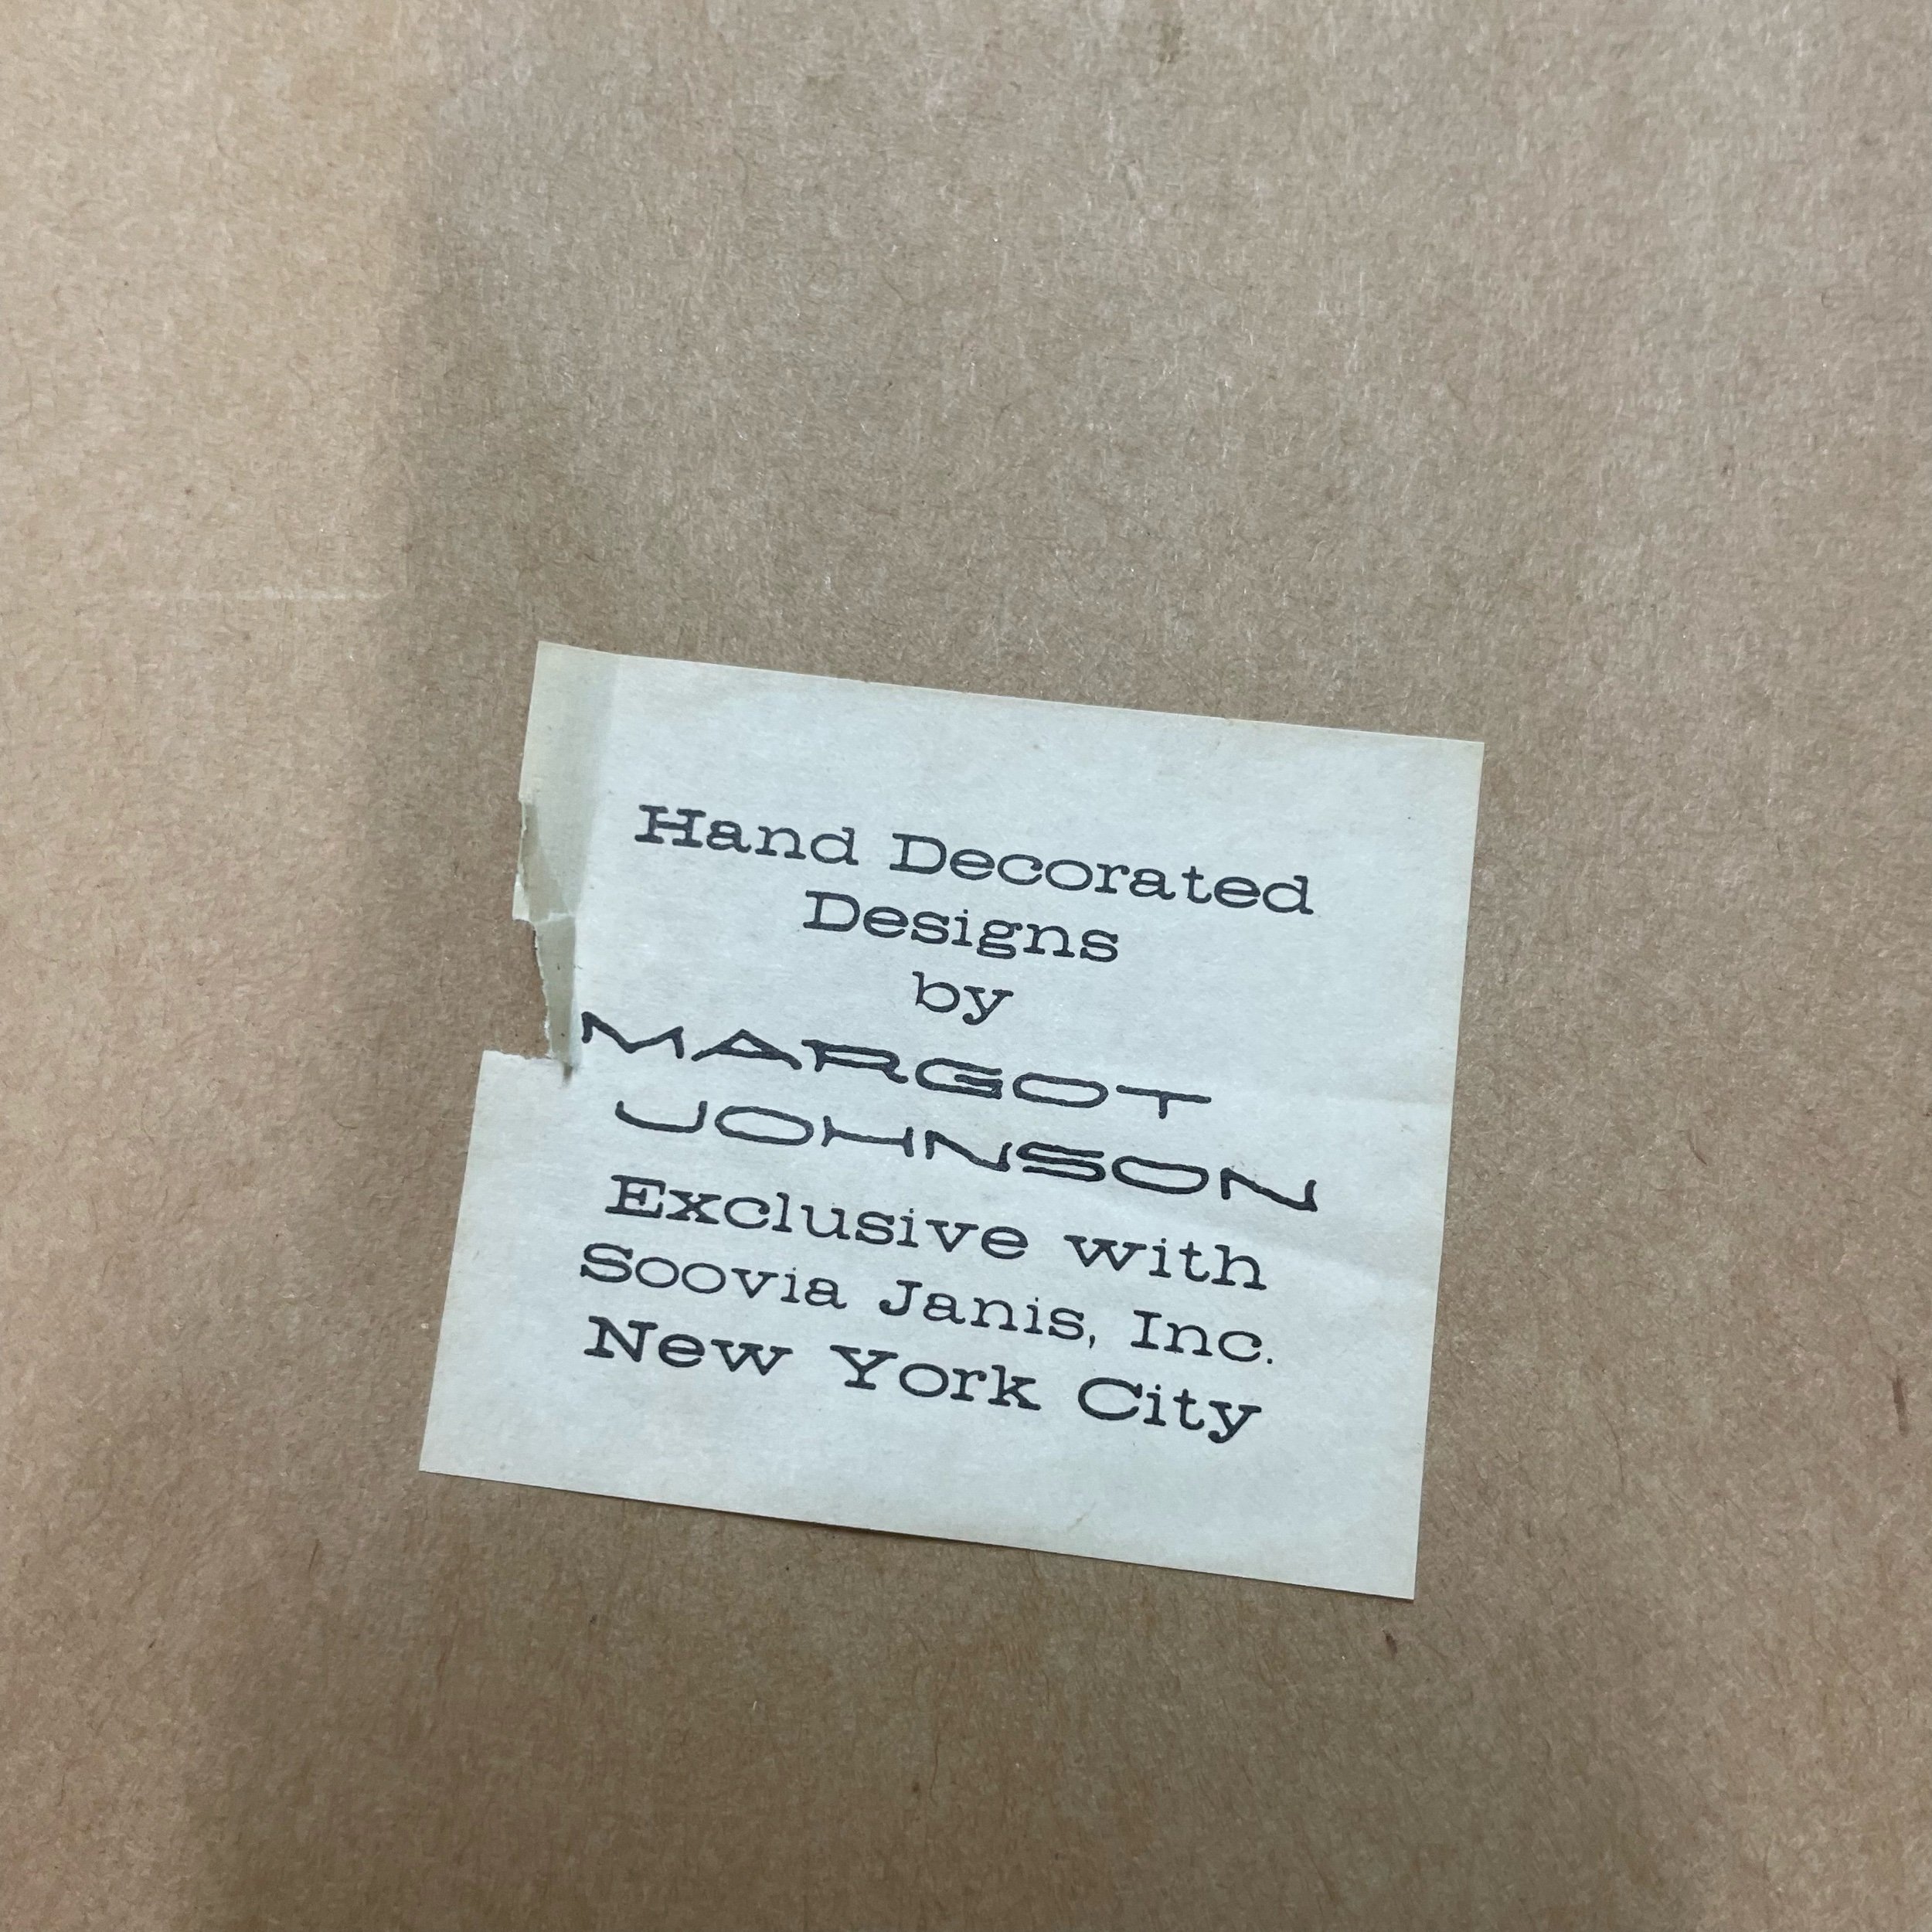 Hand Decorated
Designs
by
MARGOT
JOHNSON
Exclusive with
Soovia Janis, Inc.
New York City